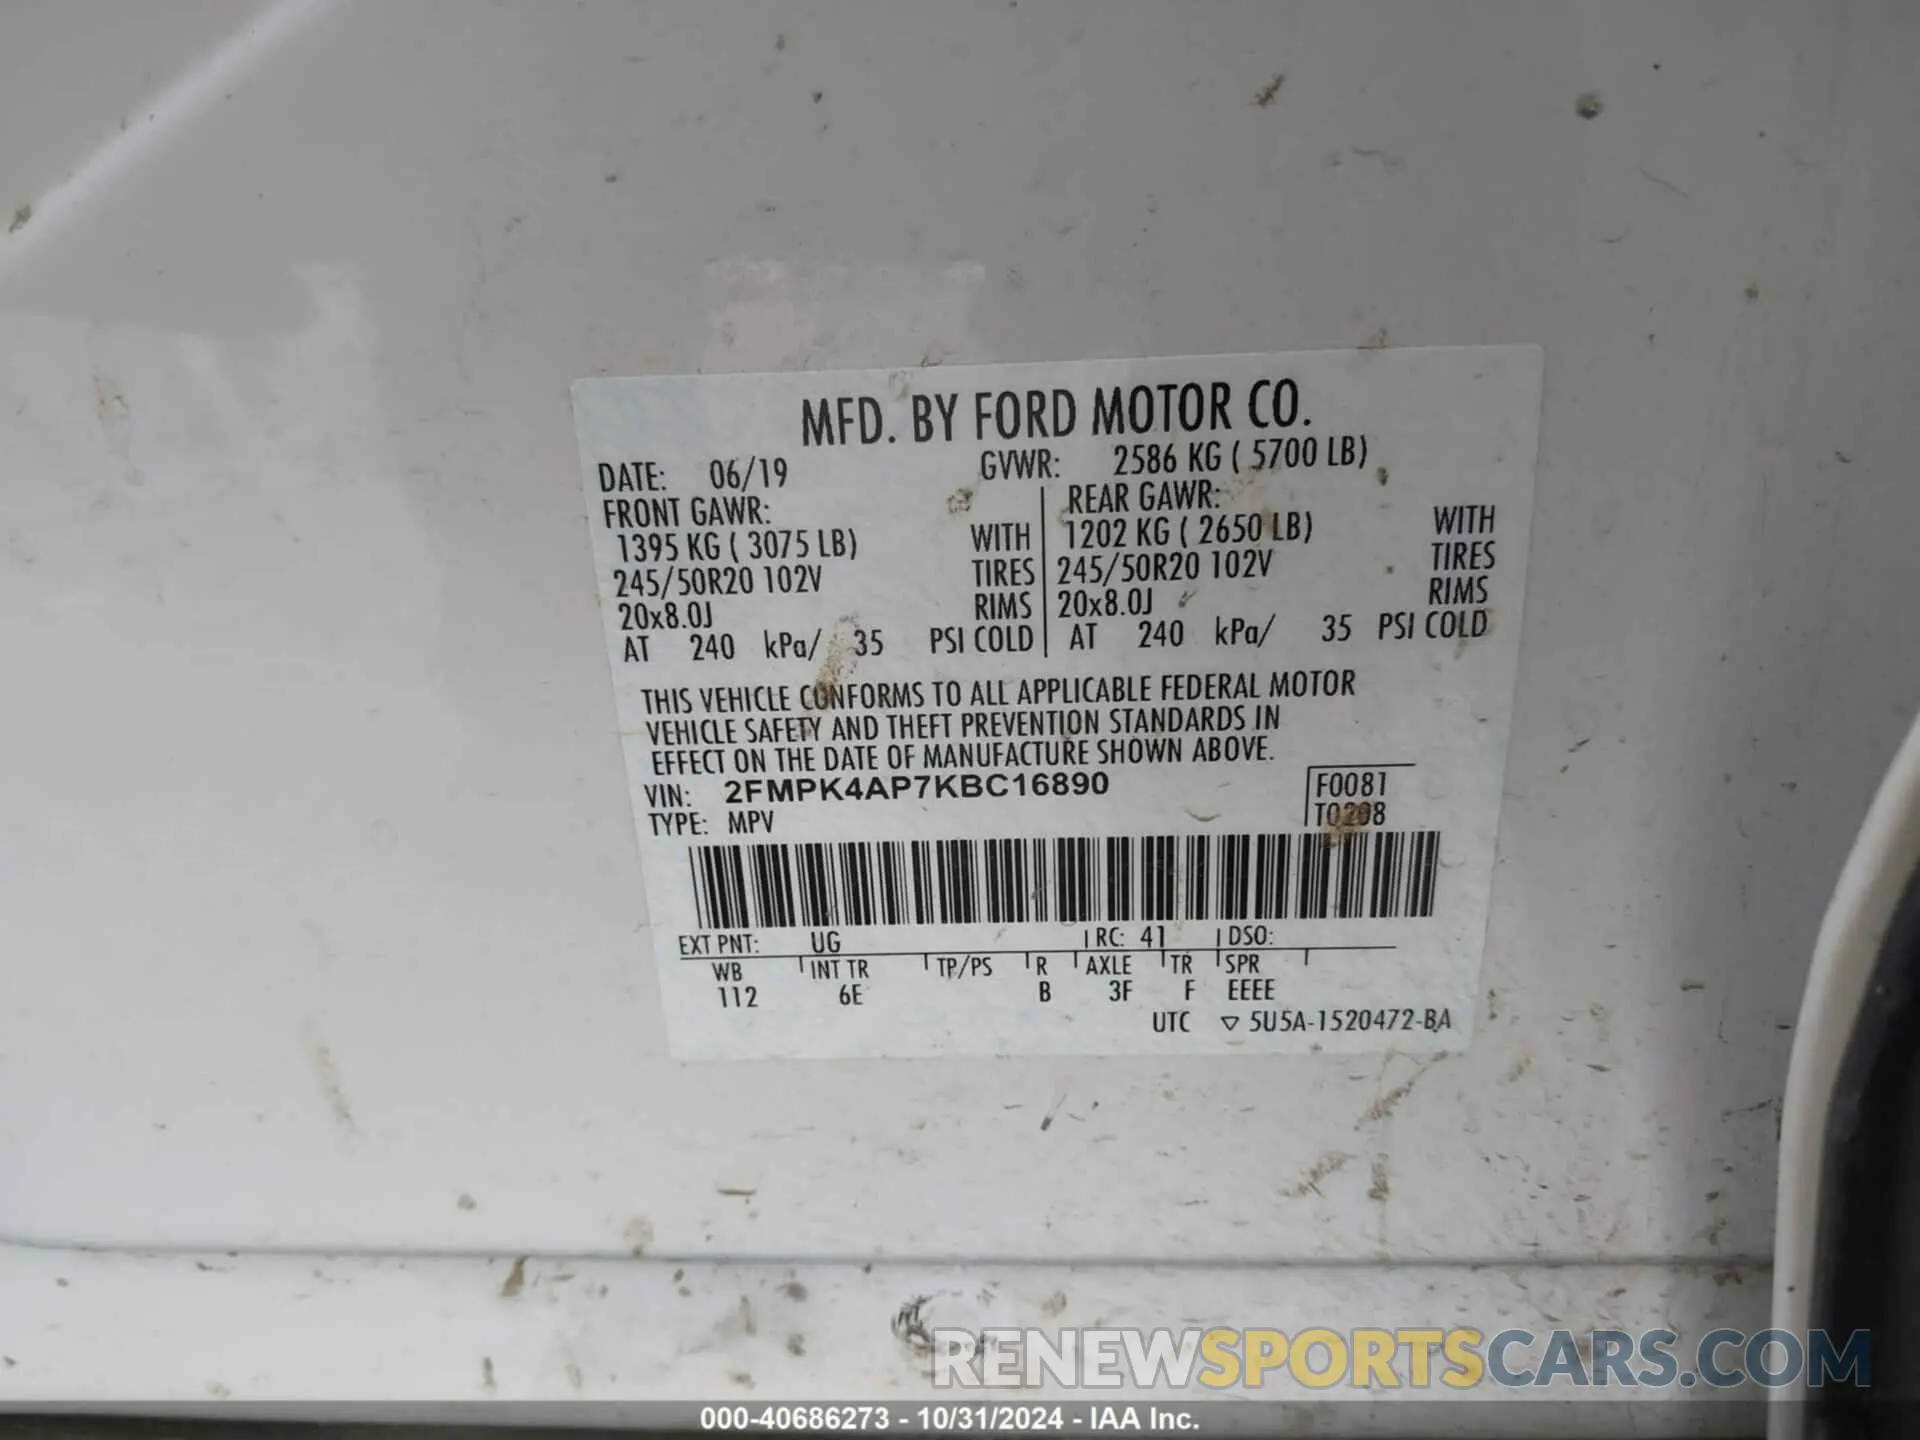 MFD. BY FORD MOTOR CO.
DATE: 06/19 GVWR: 2586 KG ( 5700 LB)
FRONT GAWR: REAR GAWR:
1395 KG ( 3075 LB) WITH 1202 KG ( 2650 LB) WITH
245/50R20 102V TIRES 245/50R20 102V TIRES
20x8.0J RIMS 20x8.0J RIMS
AT 240 kPa/ 35 PSI COLD AT 240 kPa/ 35 PSI COLD
THIS VEHICLE CONFORMS TO ALL APPLICABLE FEDERAL MOTOR
VEHICLE SAFETY AND THEFT PREVENTION STANDARDS IN
EFFECT ON THE DATE OF MANUFACTURE SHOWN ABOVE.
VIN: 2FMPK4AP7KBC16890 F0081
TYPE: MPV T0208
EXT PNT: UG RC: 41 DSO:
WB INT TR TP/PS R AXLE TR SPR
112 6E B 3F F EEEE
UTC ▽ 5U5A-1520472-BA
RENEWSPORTSCARS.COM
000-40686273 - 10/31/2024 - IAA Inc.